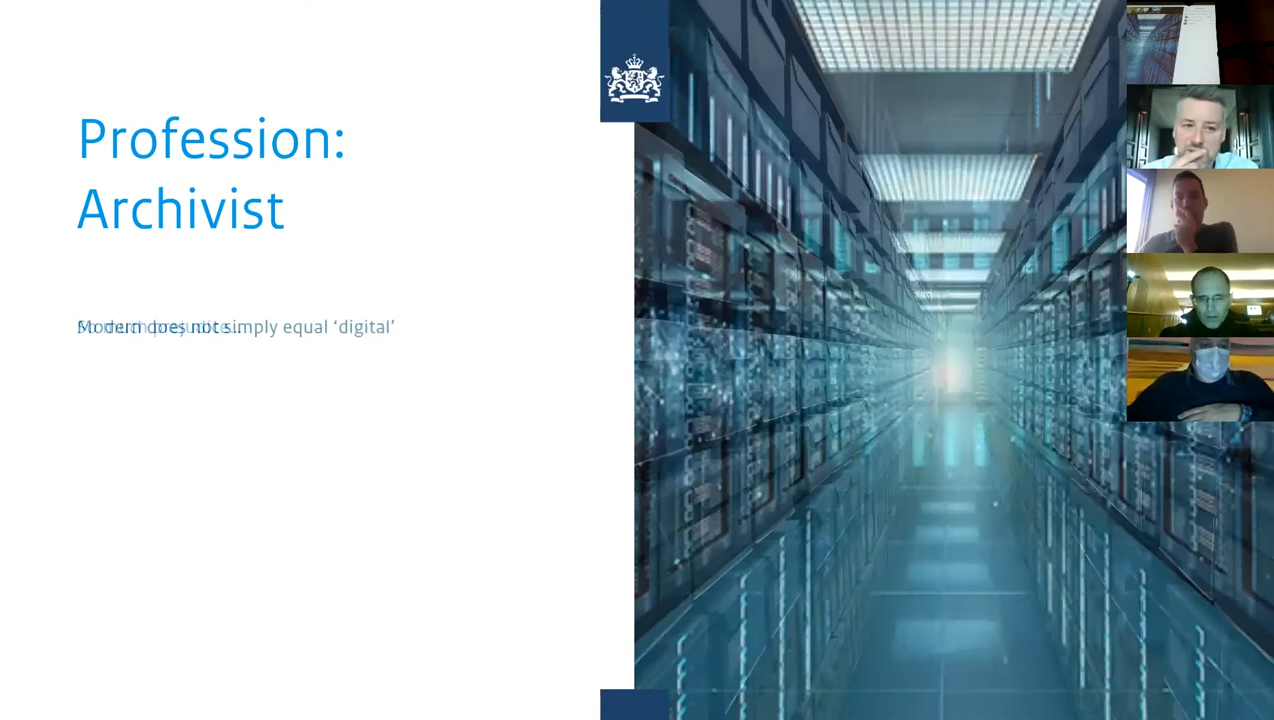 Profession:
Archivist
Modern does not simply equal ‘digital’